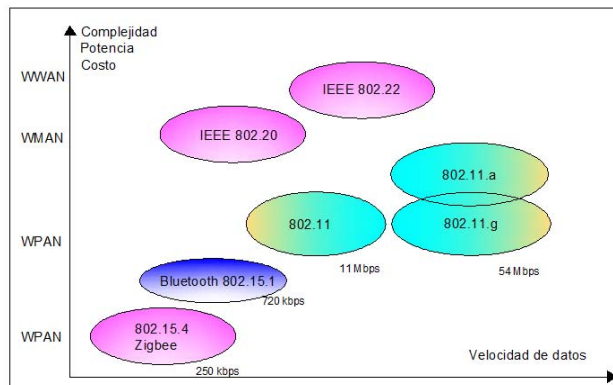 Complejidad
Potencia
Costo
WWAN
IEEE 802.22
WMAN
IEEE 802.20
802.11.a
802.11
802.11.g
WPAN
11 Mbps
54 Mbps
Bluetooth 802.15.1
720 kbps
802.15.4
Zigbee
WPAN
Velocidad de datos
250 kbps